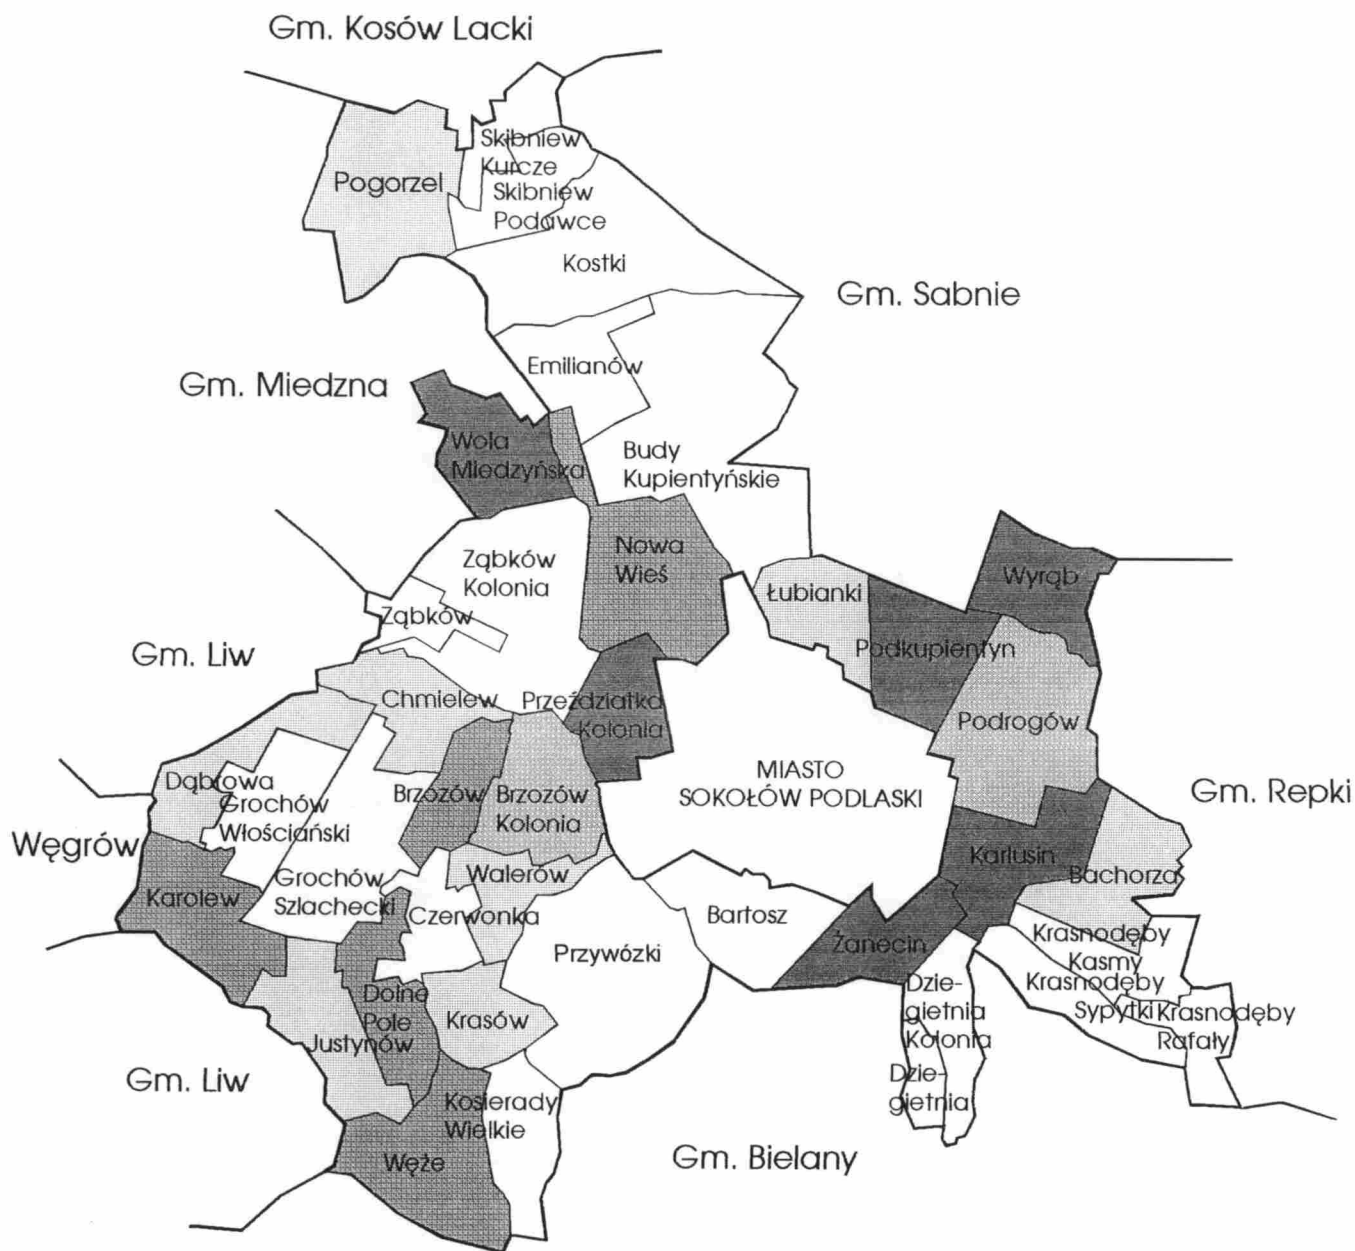 Gm. Kosów Lacki
Skibniew
Kurcze
Pogorzel
Skibniew
Podawce
Kostki
Gm. Sabnie
Emilianów
Gm. Miedzna
Wola
Miedzyńska
Budy
Kupientyńskie
Nowa
Wieś
Ząbków
Kolonia
Wyrąb
Łubianki
Ząbków
Podkupientyn
Gm. Liw
Chmielew
Przeździatka
Kolonia
Podrogów
Dąbrowa
MIASTO
SOKOŁÓW PODLASKI
Brzozów
Brzozów
Kolonia
Gm. Repki
Grochów
Włościański
Węgrów
Karlusin
Walerów
Bachorza
Grochów
Szlachecki
Karolew
Czerwonka
Bartosz
Krasnodęby
Kasmy
Żanecin
Przywózki
Krasnodęby
Sypytki
Dzie-
gietnia
Kolonia
Dolne
Pole
Krasów
Krasnodęby
Rafały
Justynów
Gm. Liw
Dzie-
gietnia
Kosierady
Wielkie
Gm. Bielany
Węże